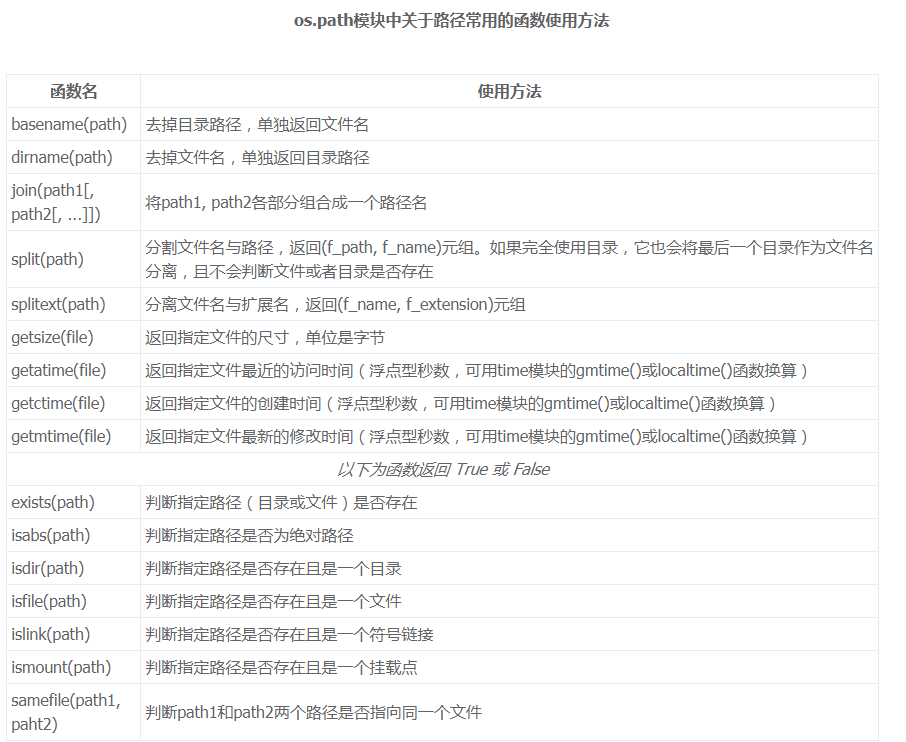 os.path模块中关于路径常用的函数使用方法
函数名 使用方法
basename(path) 去掉目录路径，单独返回文件名
dirname(path) 去掉文件名，单独返回目录路径
join(path1[,
path2[, ...]]) 将path1, path2各部分组合成一个路径名
split(path) 分割文件名与路径，返回(f_path, f_name)元组。如果完全使用目录，它也会将最后一个目录作为文件名
分离，且不会判断文件或者目录是否存在
splitext(path) 分离文件名与扩展名，返回(f_name, f_extension)元组
getsize(file) 返回指定文件的尺寸，单位是字节
getatime(file) 返回指定文件最近的访问时间（浮点型秒数，可用time模块的gmtime()或localtime()函数换算）
getctime(file) 返回指定文件的创建时间（浮点型秒数，可用time模块的gmtime()或localtime()函数换算）
getmtime(file) 返回指定文件最新的修改时间（浮点型秒数，可用time模块的gmtime()或localtime()函数换算）
以下为函数返回 True 或 False
exists(path) 判断指定路径（目录或文件）是否存在
isabs(path) 判断指定路径是否为绝对路径
isdir(path) 判断指定路径是否存在且是一个目录
isfile(path) 判断指定路径是否存在且是一个文件
islink(path) 判断指定路径是否存在且是一个符号链接
ismount(path) 判断指定路径是否存在且是一个挂载点
samefile(path1,
paht2) 判断path1和path2两个路径是否指向同一个文件